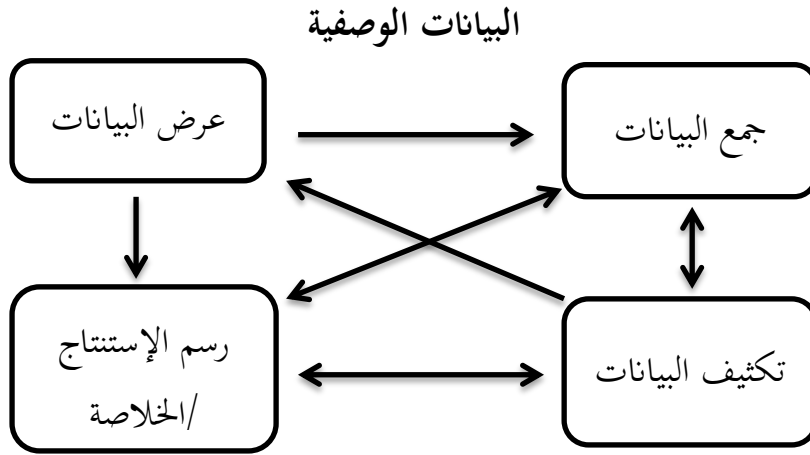 البيانات الوصفية
جمع البيانات
عرض البيانات
تكثيف البيانات
رسم الإستنتاج
/الخلاصة